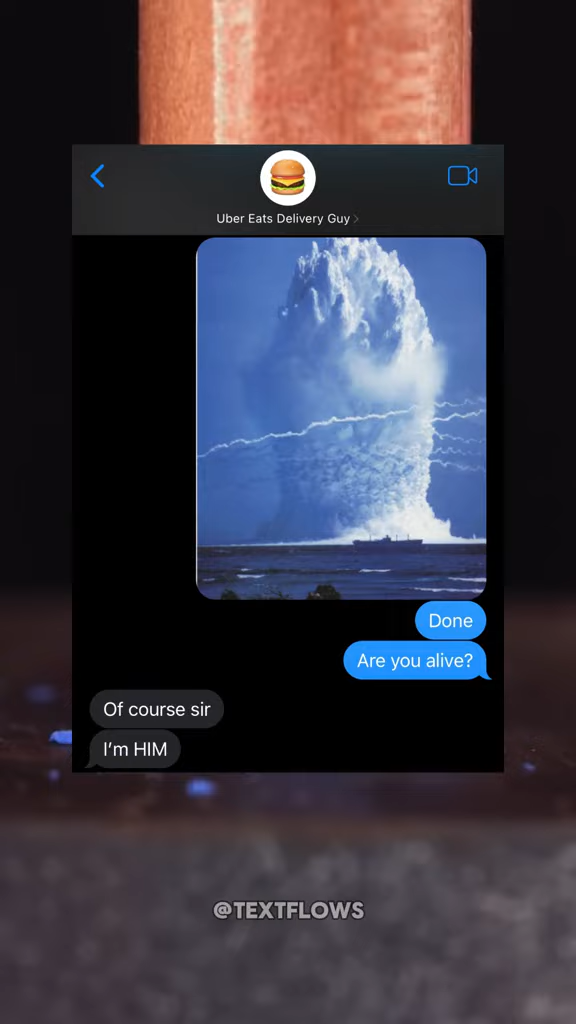 Uber Eats Delivery Guy
Done
Are you alive?
Of course sir
I’m HIM
@TEXTFLOWS